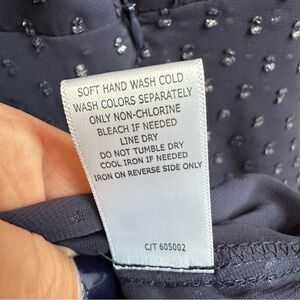 SOFT HAND WASH COLD
WASH COLORS SEPARATELY
ONLY NON-CHLORINE
BLEACH IF NEEDED
LINE DRY
DO NOT TUMBLE DRY
COOL IRON IF NEEDED
IRON ON REVERSE SIDE ONLY
C/T 605002